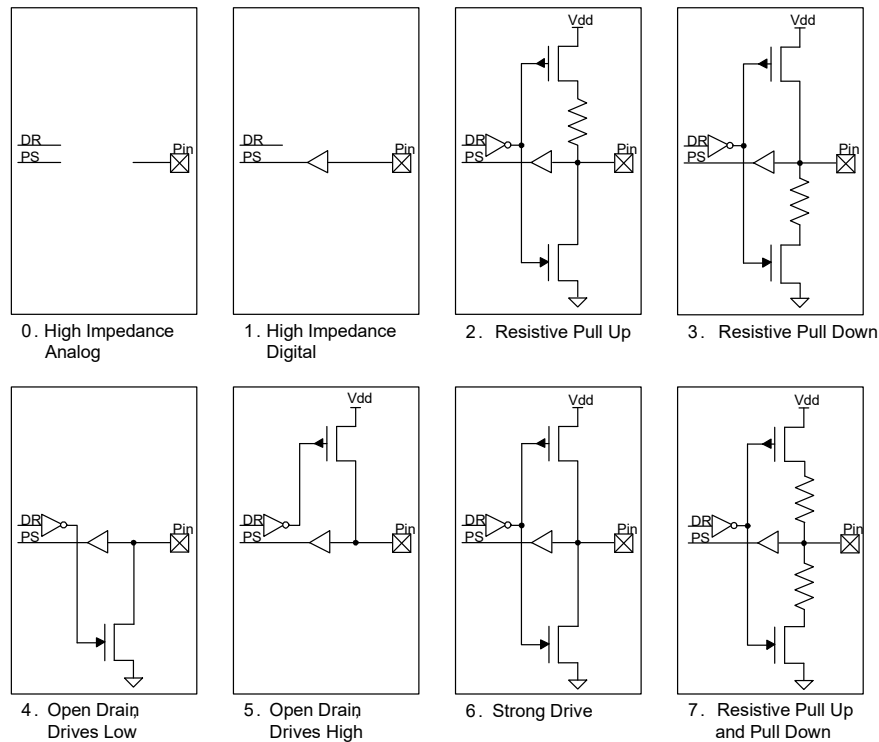 Vdd
Vdd
DR
PS
Pin
DR
PS
Pin
DR
PS
Pin
DR
PS
Pin
0. High Impedance
Analog
1. High Impedance
Digital
2. Resistive Pull Up
3. Resistive Pull Down
Vdd
Vdd
Vdd
DR
PS
Pin
DR
PS
Pin
DR
PS
Pin
DR
PS
Pin
4. Open Drain,
Drives Low
5. Open Drain,
Drives High
6. Strong Drive
7. Resistive Pull Up
and Pull Down